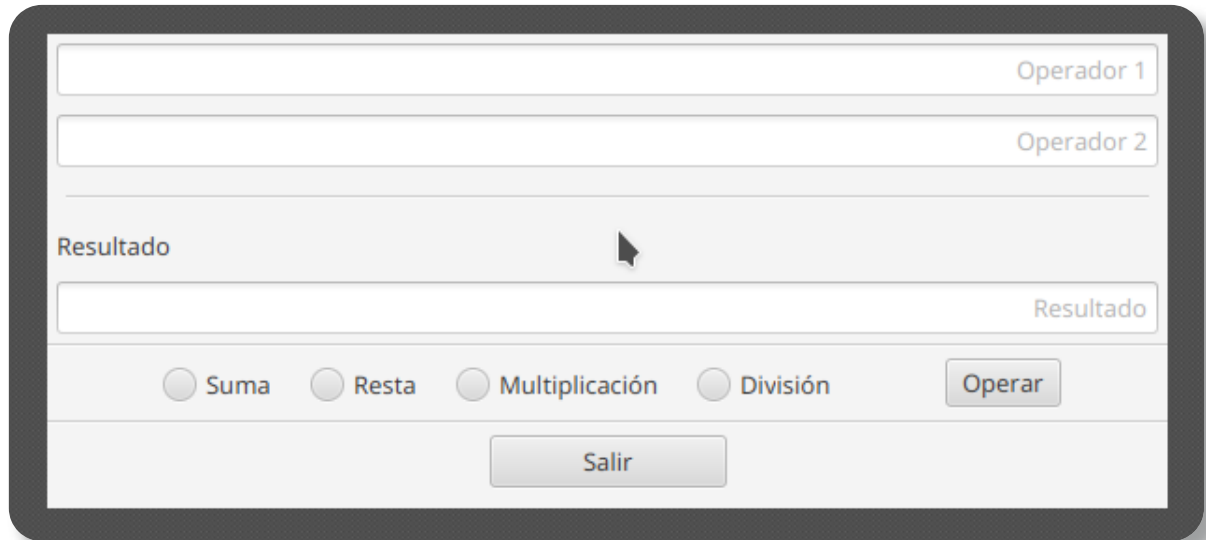 Operador 1
Operador 2
Resultado
Resultado
Suma Resta Multiplicación División Operar
Salir